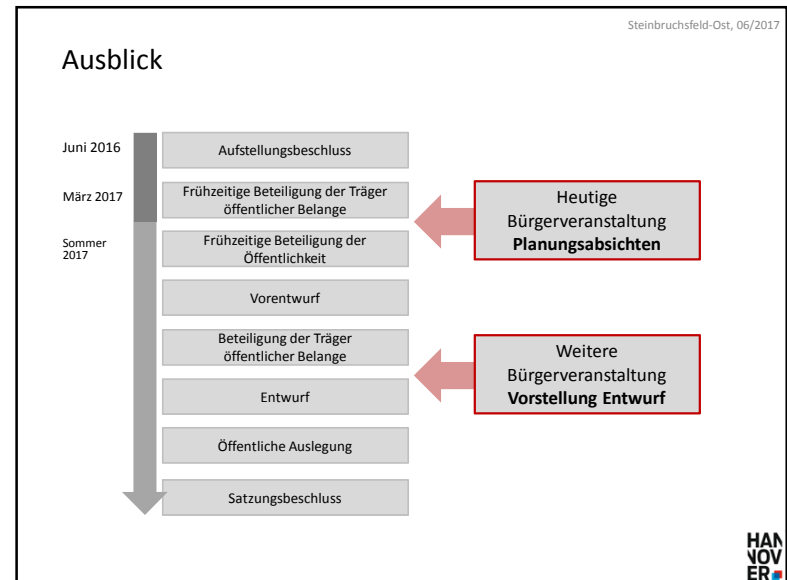 Steinbruchsfeld-Ost, 06/2017
Ausblick
Juni 2016
Aufstellungsbeschluss
März 2017
Frühzeitige Beteiligung der Träger
öffentlicher Belange
Heutige
Bürgerveranstaltung
Planungsabsichten
Sommer
2017
Frühzeitige Beteiligung der
Öffentlichkeit
Vorentwurf
Beteiligung der Träger
öffentlicher Belange
Weitere
Bürgerveranstaltung
Vorstellung Entwurf
Entwurf
Öffentliche Auslegung
Satzungsbeschluss
HAN
NOV
ER